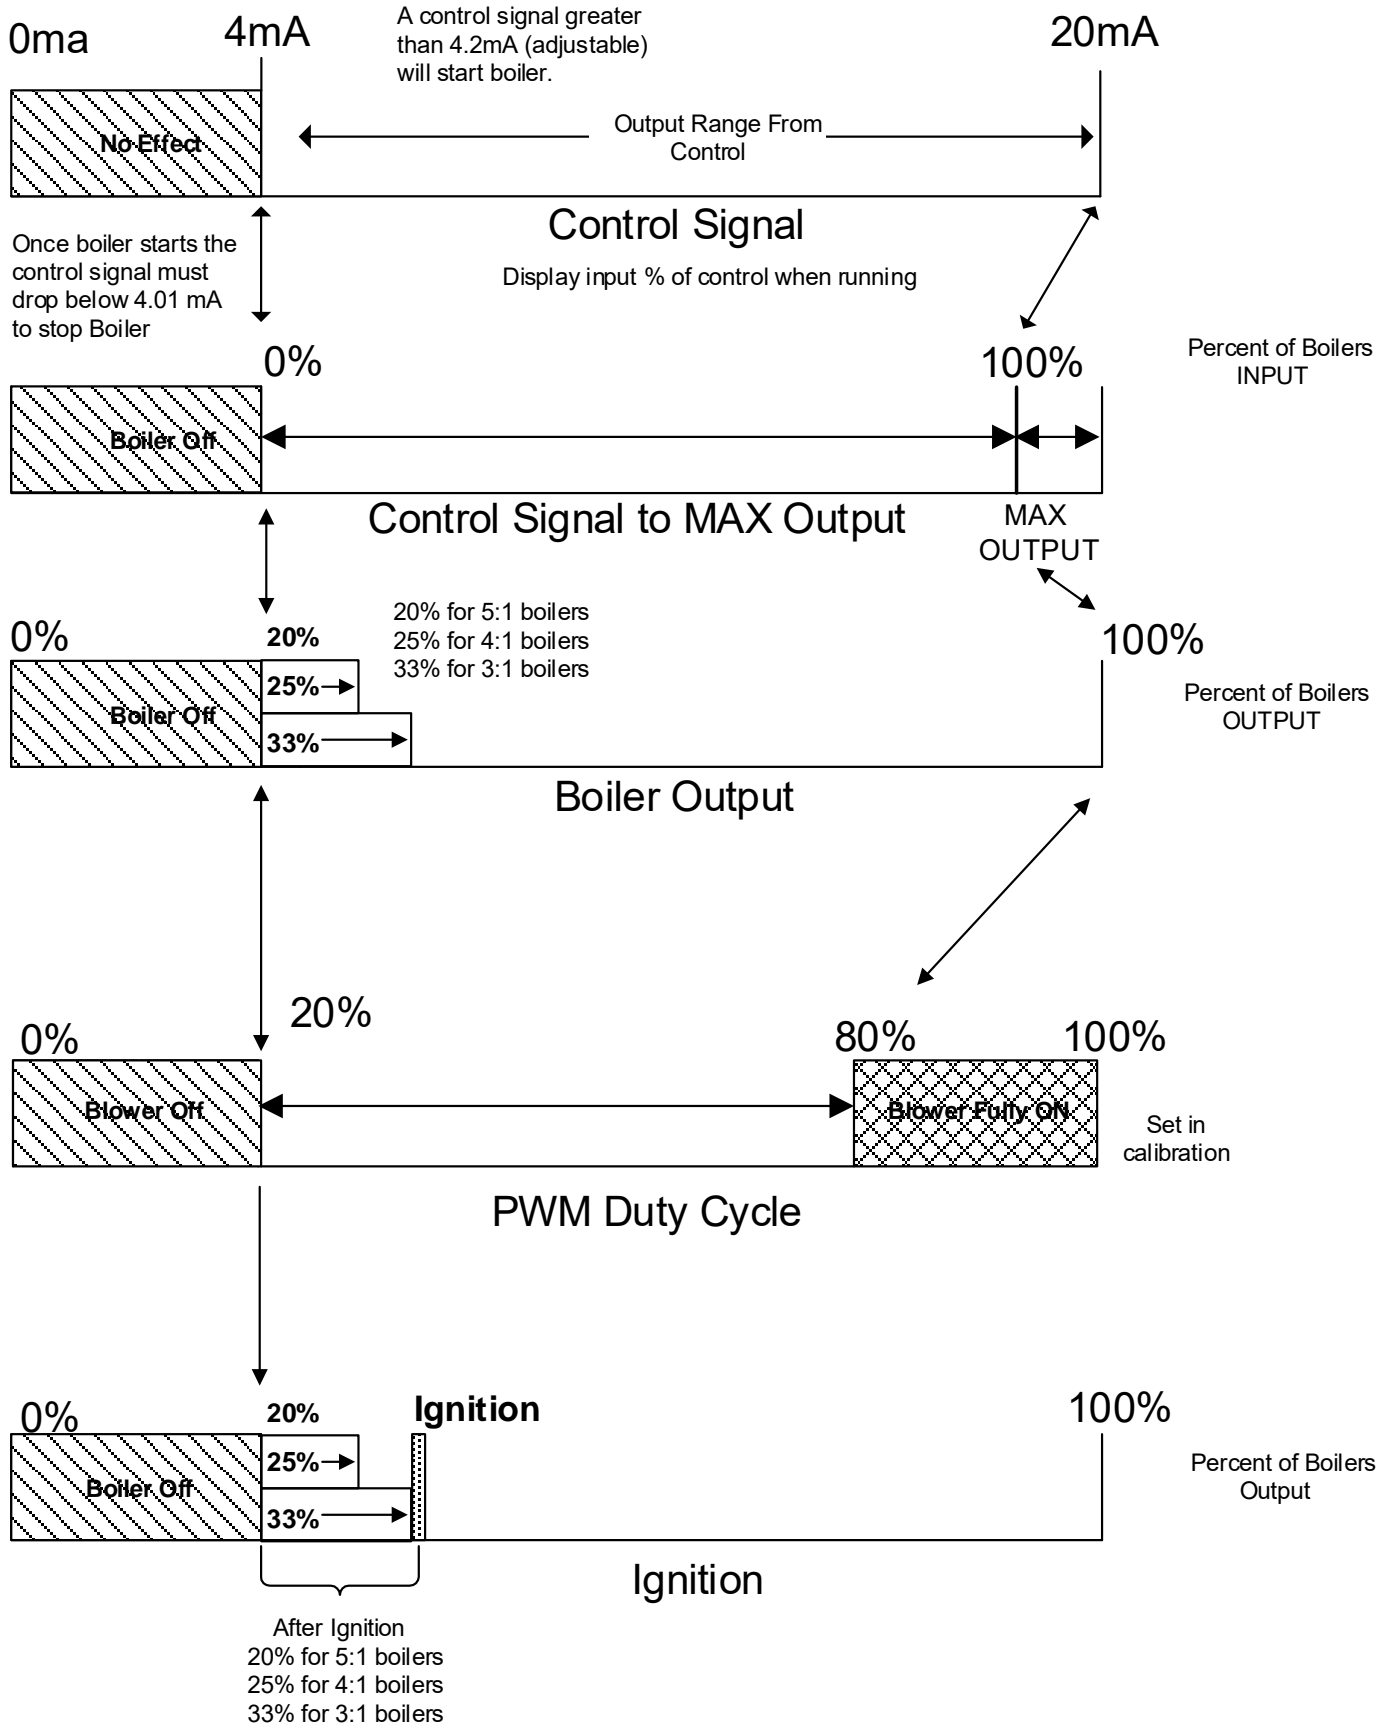 0ma
4mA
A control signal greater
than 4.2mA (adjustable)
will start boiler.
20mA
No Effect
Output Range From
Control
Control Signal
Once boiler starts the
control signal must
drop below 4.01 mA
to stop Boiler
Display input % of control when running
0%
100%
Percent of Boilers
INPUT
Boiler Off
Control Signal to MAX Output
MAX
OUTPUT
0%
20%
20% for 5:1 boilers
25% for 4:1 boilers
33% for 3:1 boilers
100%
25%
Boiler Off
33%
Percent of Boilers
OUTPUT
Boiler Output
0%
20%
80%
100%
Blower Off
Blower Fully ON
Set in
calibration
PWM Duty Cycle
0%
20%
Ignition
100%
25%
Boiler Off
33%
Percent of Boilers
Output
Ignition
After Ignition
20% for 5:1 boilers
25% for 4:1 boilers
33% for 3:1 boilers